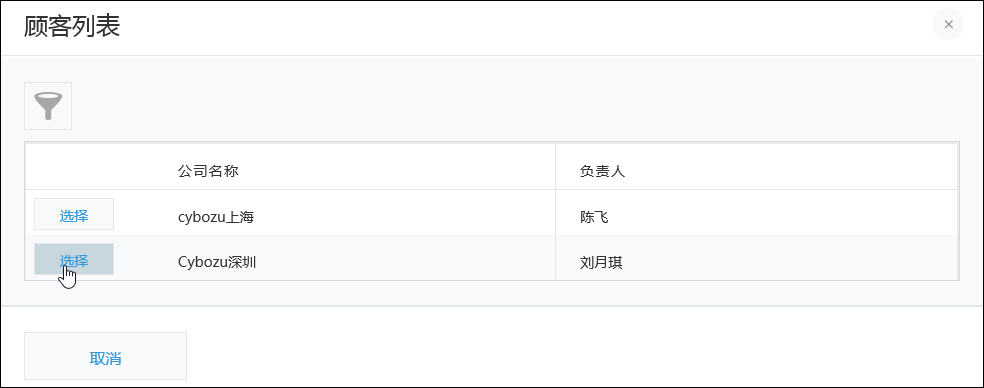 顾客列表
×
公司名称 负责人
选择 cybozu上海 陈飞
选择 Cybozu深圳 刘月琪
取消